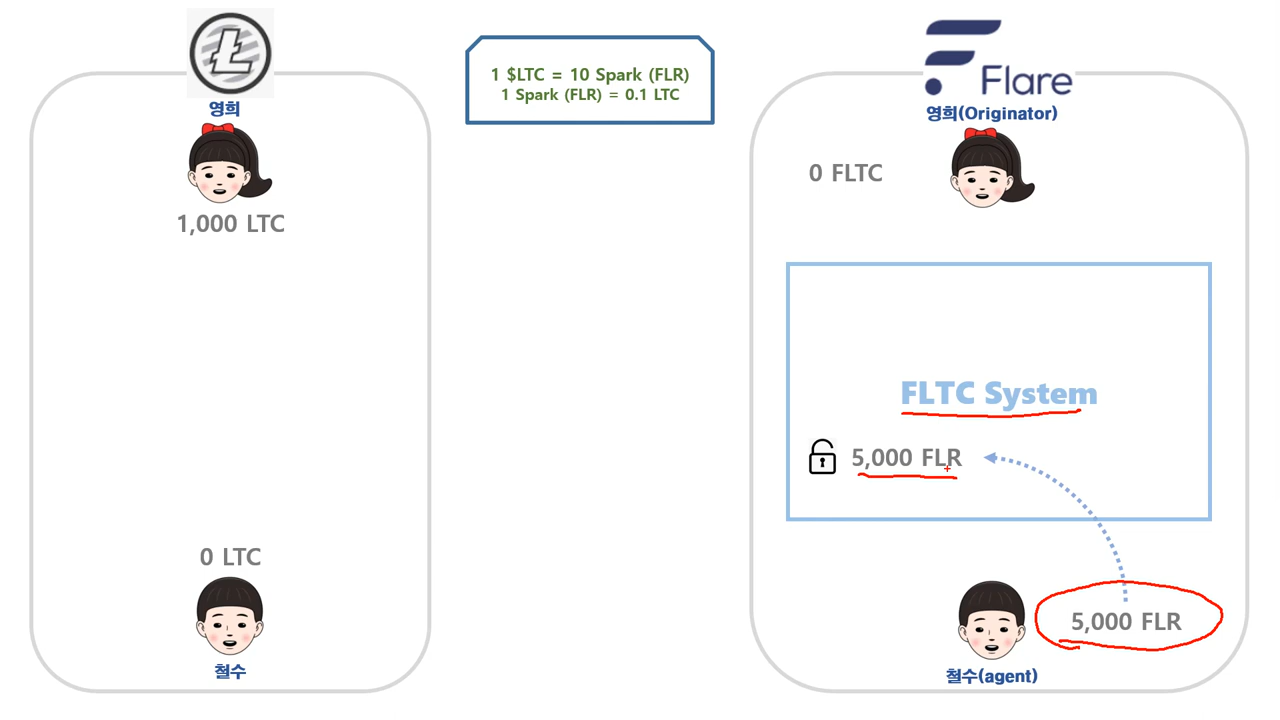 영희
1,000 LTC
0 LTC
철수
1 $LTC = 10 Spark (FLR)
1 Spark (FLR) = 0.1 LTC
Flare
영희(Originator)
0 FLTC
FLTC System
5,000 FLR
5,000 FLR
철수(agent)